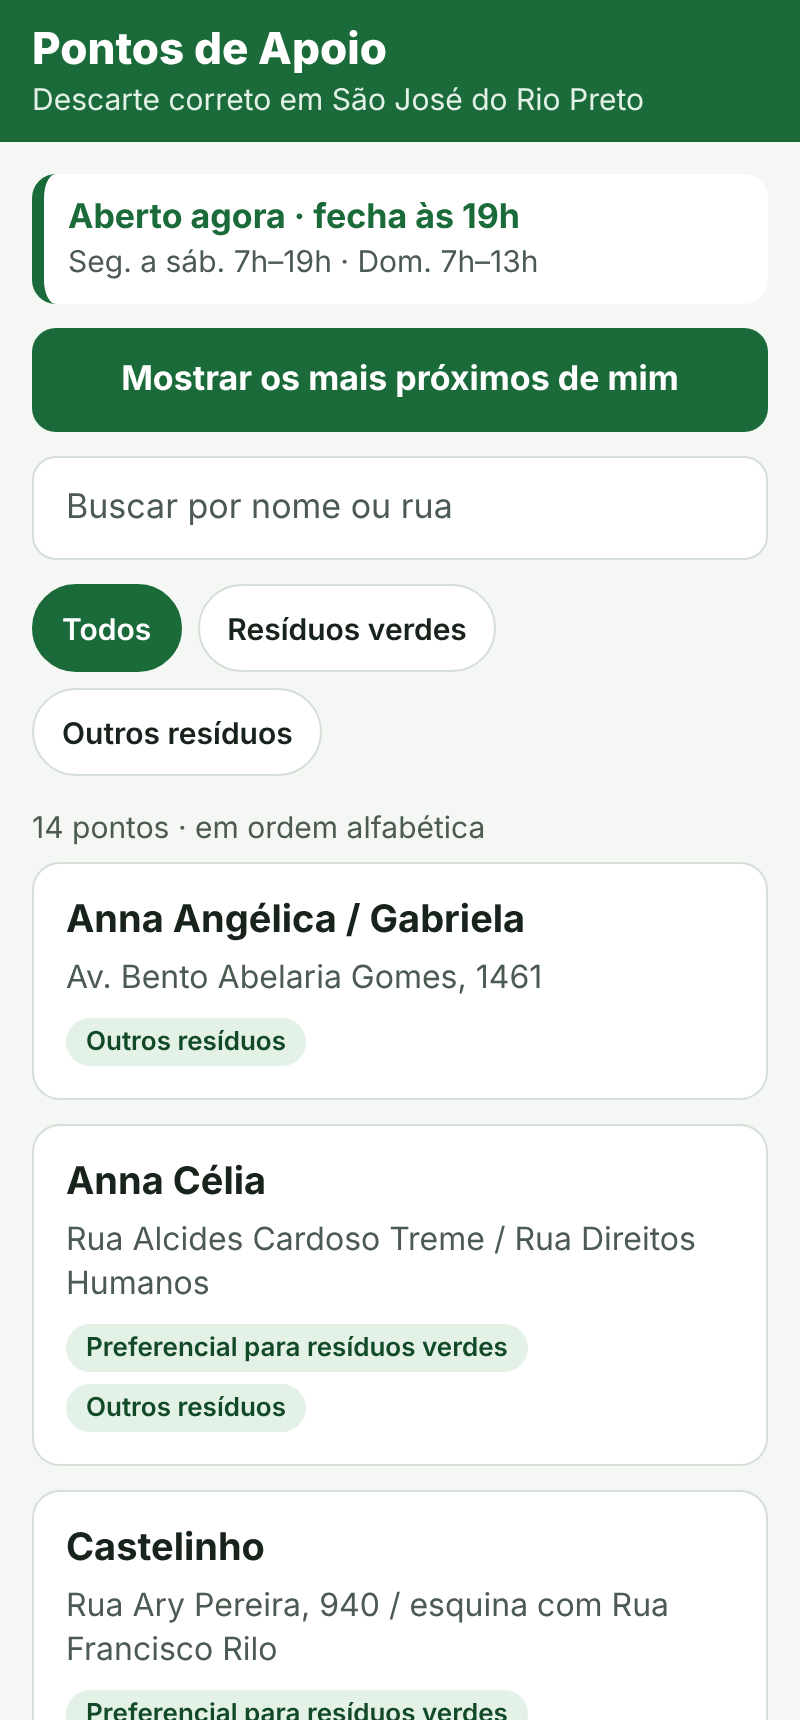 Pontos de Apoio
Descarte correto em São José do Rio Preto
Aberto agora · fecha às 19h
Seg. a sáb. 7h–19h · Dom. 7h–13h
Mostrar os mais próximos de mim
Buscar por nome ou rua
Todos
Resíduos verdes
Outros resíduos
14 pontos · em ordem alfabética
Anna Angélica / Gabriela
Av. Bento Abelaria Gomes, 1461
Outros resíduos
Anna Célia
Rua Alcides Cardoso Treme / Rua Direitos
Humanos
Preferencial para resíduos verdes
Outros resíduos
Castelinho
Rua Ary Pereira, 940 / esquina com Rua
Francisco Rilo
Preferencial para resíduos verdes